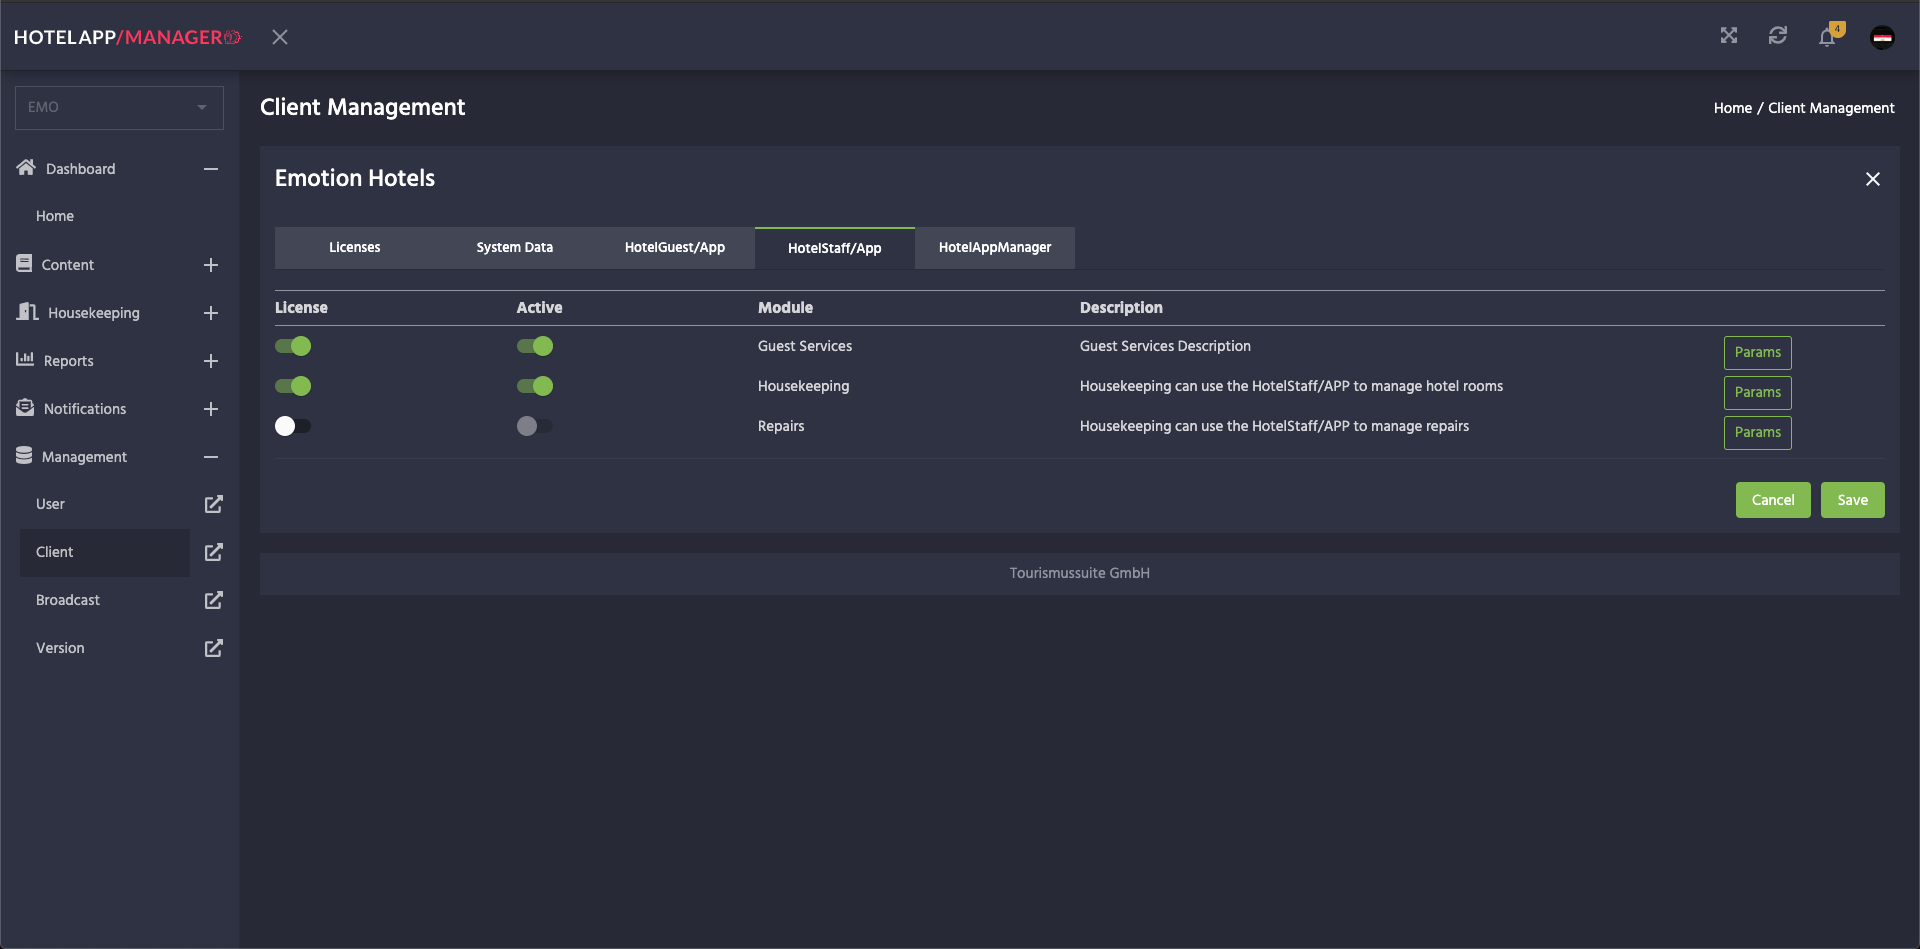 HOTELAPP/MANAGER
4
EMO
Dashboard
Home
Content
Housekeeping
Reports
Notifications
Management
User
Client
Broadcast
Version
Client Management
Home / Client Management
Emotion Hotels
Licenses System Data HotelGuest/App HotelStaff/App HotelAppManager
License Active Module Description
Guest Services Guest Services Description Params
Housekeeping Housekeeping can use the HotelStaff/APP to manage hotel rooms Params
Repairs Housekeeping can use the HotelStaff/APP to manage repairs Params
Cancel Save
Tourismussuite GmbH